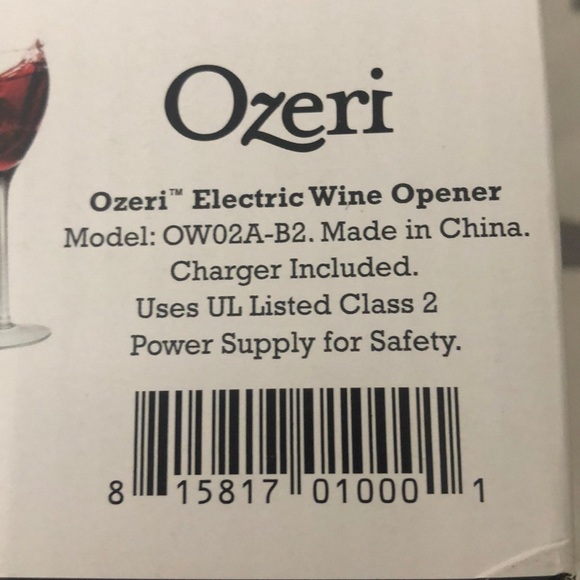 Ozeri
Ozeri™ Electric Wine Opener
Model: OW02A-B2. Made in China.
Charger Included.
Uses UL Listed Class 2
Power Supply for Safety.
8 15817 01000 1